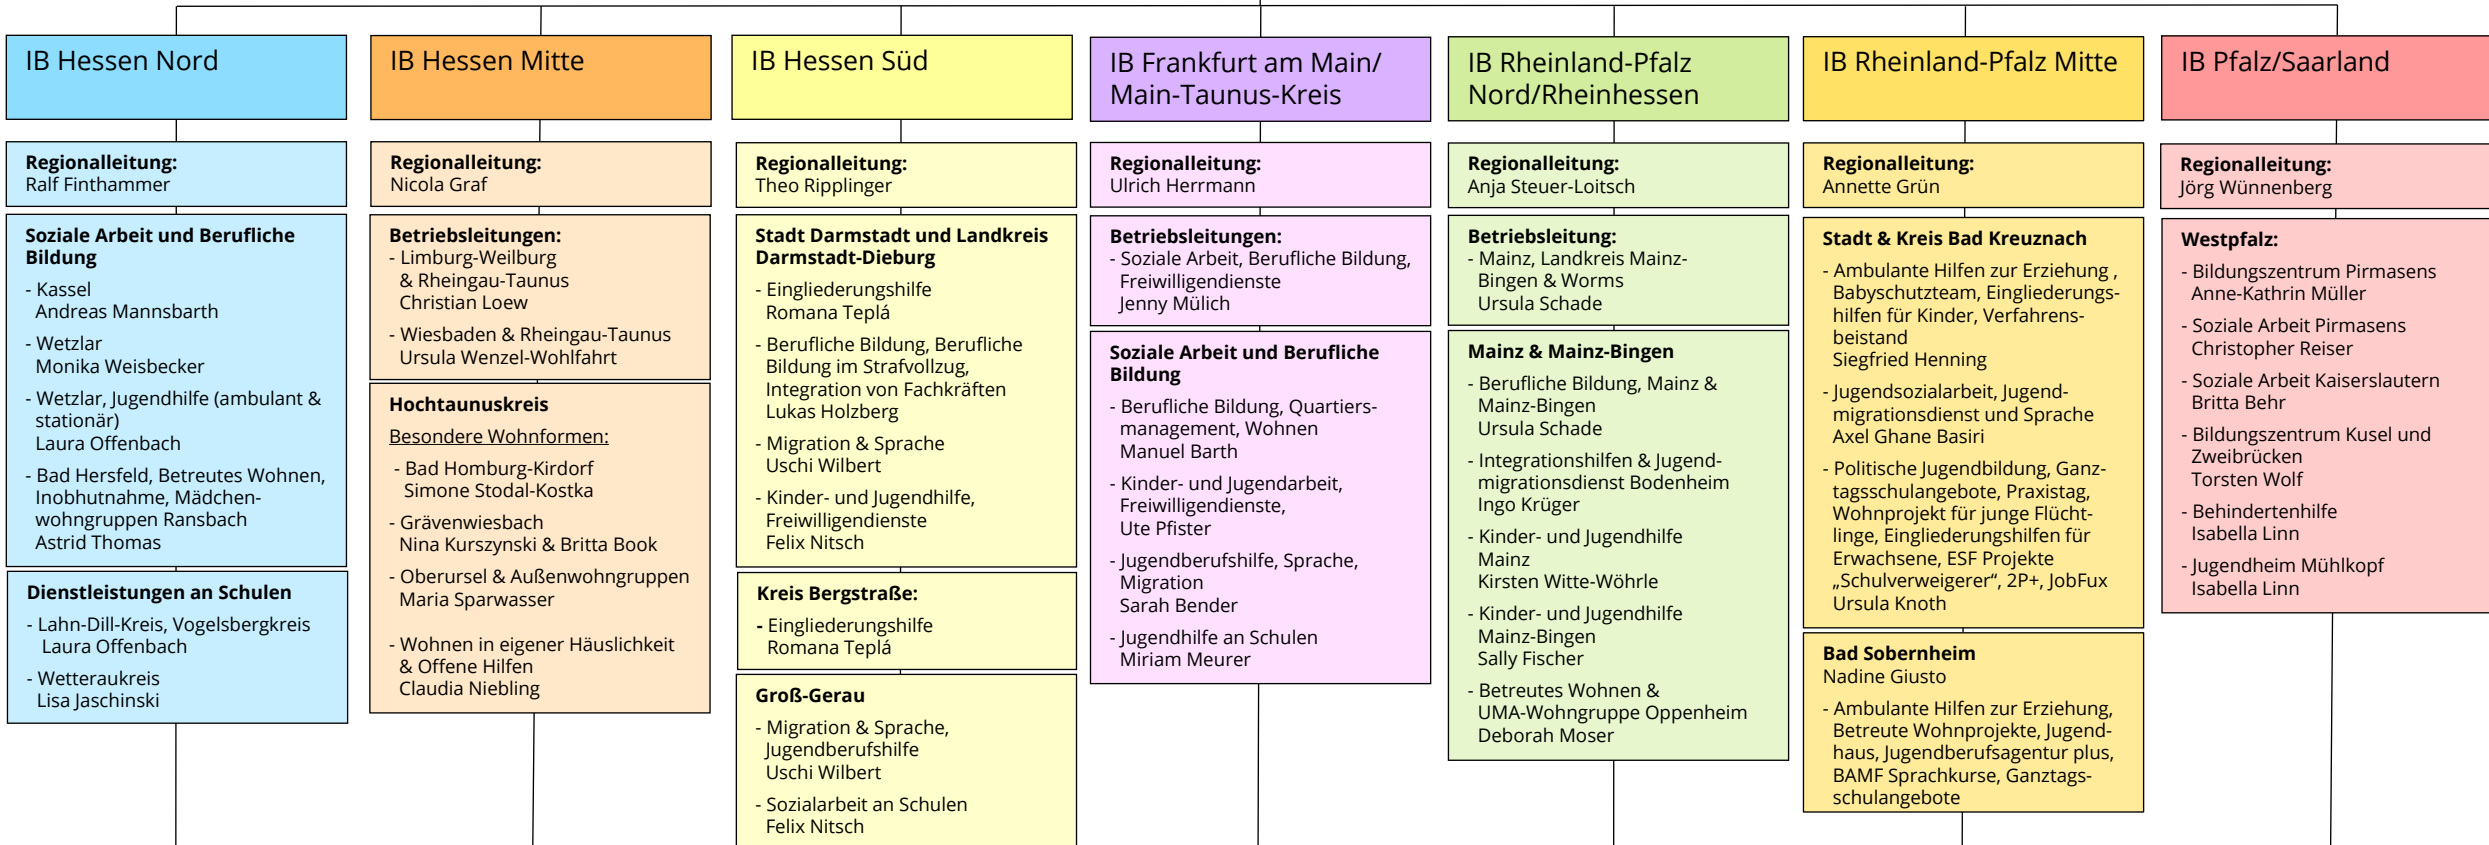 IB Hessen Nord
Regionalleitung:
Ralf Finthammer
Soziale Arbeit und Berufliche
Bildung
- Kassel
Andreas Mannsbarth
- Wetzlar
Monika Weisbecker
- Wetzlar, Jugendhilfe (ambulant &
stationär)
Laura Offenbach
- Bad Hersfeld, Betreutes Wohnen,
Inobhutnahme, Mädchen-
wohngruppen Ransbach
Astrid Thomas
Dienstleistungen an Schulen
- Lahn-Dill-Kreis, Vogelsbergkreis
Laura Offenbach
- Wetteraukreis
Lisa Jaschinski
IB Hessen Mitte
Regionalleitung:
Nicola Graf
Betriebsleitungen:
- Limburg-Weilburg
& Rheingau-Taunus
Christian Loew
- Wiesbaden & Rheingau-Taunus
Ursula Wenzel-Wohlfahrt
Hochtaunuskreis
Besondere Wohnformen:
- Bad Homburg-Kirdorf
Simone Stodal-Kostka
- Grävenwiesbach
Nina Kurszynski & Britta Book
- Oberursel & Außenwohngruppen
Maria Sparwasser
- Wohnen in eigener Häuslichkeit
& Offene Hilfen
Claudia Niebling
IB Hessen Süd
Regionalleitung:
Theo Ripplinger
Stadt Darmstadt und Landkreis
Darmstadt-Dieburg
- Eingliederungshilfe
Romana Teplá
- Berufliche Bildung, Berufliche
Bildung im Strafvollzug,
Integration von Fachkräften
Lukas Holzberg
- Migration & Sprache
Uschi Wilbert
- Kinder- und Jugendhilfe,
Freiwilligendienste
Felix Nitsch
Kreis Bergstraße:
- Eingliederungshilfe
Romana Teplá
Groß-Gerau
- Migration & Sprache,
Jugendberufshilfe
Uschi Wilbert
- Sozialarbeit an Schulen
Felix Nitsch
IB Frankfurt am Main/
Main-Taunus-Kreis
Regionalleitung:
Ulrich Herrmann
Betriebsleitungen:
- Soziale Arbeit, Berufliche Bildung,
Freiwilligendienste
Jenny Mülich
Soziale Arbeit und Berufliche
Bildung
- Berufliche Bildung, Quartiers-
management, Wohnen
Manuel Barth
- Kinder- und Jugendarbeit,
Freiwilligendienste,
Ute Pfister
- Jugendberufshilfe, Sprache,
Migration
Sarah Bender
- Jugendhilfe an Schulen
Miriam Meurer
IB Rheinland-Pfalz
Nord/Rheinhessen
Regionalleitung:
Anja Steuer-Loitsch
Betriebsleitung:
- Mainz, Landkreis Mainz-
Bingen & Worms
Ursula Schade
Mainz & Mainz-Bingen
- Berufliche Bildung, Mainz &
Mainz-Bingen
Ursula Schade
- Integrationshilfen & Jugend-
migrationsdienst Bodenheim
Ingo Krüger
- Kinder- und Jugendhilfe
Mainz
Kirsten Witte-Wöhrle
- Kinder- und Jugendhilfe
Mainz-Bingen
Sally Fischer
- Betreutes Wohnen &
UMA-Wohngruppe Oppenheim
Deborah Moser
IB Rheinland-Pfalz Mitte
Regionalleitung:
Annette Grün
Stadt & Kreis Bad Kreuznach
- Ambulante Hilfen zur Erziehung ,
Babyschutzteam, Eingliederungs-
hilfen für Kinder, Verfahrens-
beistand
Siegfried Henning
- Jugendsozialarbeit, Jugend-
migrationsdienst und Sprache
Axel Ghane Basiri
- Politische Jugendbildung, Ganz-
tagsschulangebote, Praxistag,
Wohnprojekt für junge Flücht-
linge, Eingliederungshilfen für
Erwachsene, ESF Projekte
„Schulverweigerer“, 2P+, JobFux
Ursula Knoth
Bad Sobernheim
Nadine Giusto
- Ambulante Hilfen zur Erziehung,
Betreute Wohnprojekte, Jugend-
haus, Jugendberufsagentur plus,
BAMF Sprachkurse, Ganztags-
schulangebote
IB Pfalz/Saarland
Regionalleitung:
Jörg Wünnenberg
Westpfalz:
- Bildungszentrum Pirmasens
Anne-Kathrin Müller
- Soziale Arbeit Pirmasens
Christopher Reiser
- Soziale Arbeit Kaiserslautern
Britta Behr
- Bildungszentrum Kusel und
Zweibrücken
Torsten Wolf
- Behindertenhilfe
Isabella Linn
- Jugendheim Mühlkopf
Isabella Linn